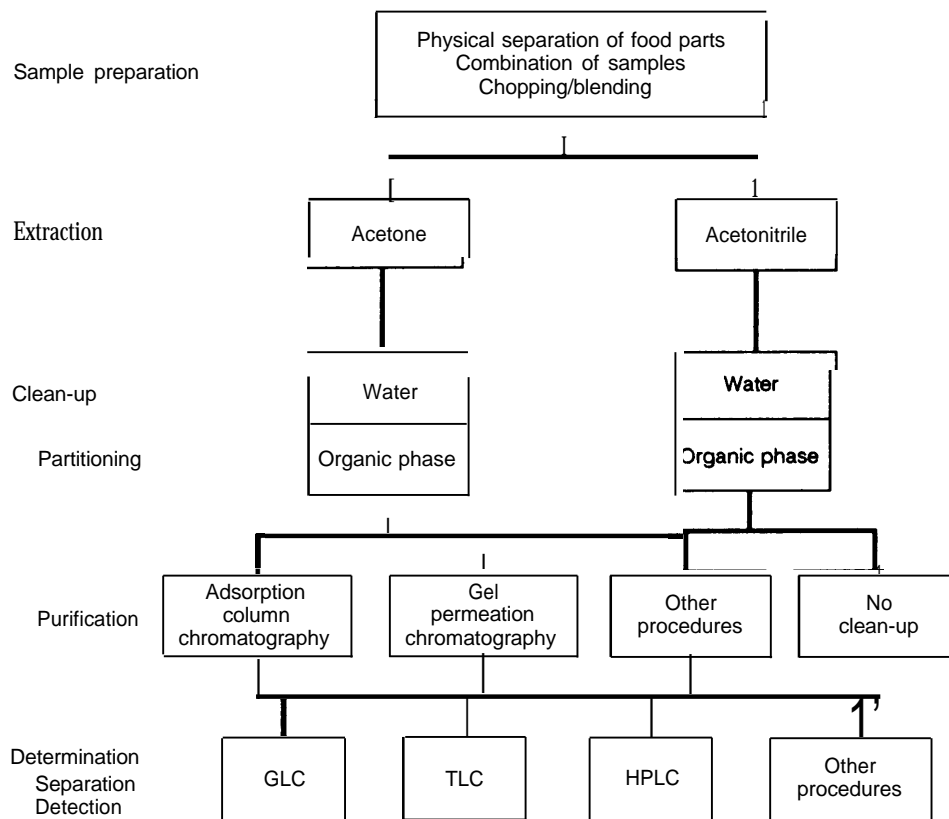 Sample preparation
Physical separation of food parts
Combination of samples
Chopping/blending
Extraction
Acetone
Acetonitrile
Clean-up
Water
Water
Partitioning
Organic phase
Organic phase
Purification
Adsorption
column
chromatography
Gel
permeation
chromatography
Other
procedures
No
clean-up
Determination
Separation
Detection
GLC
TLC
HPLC
Other
procedures